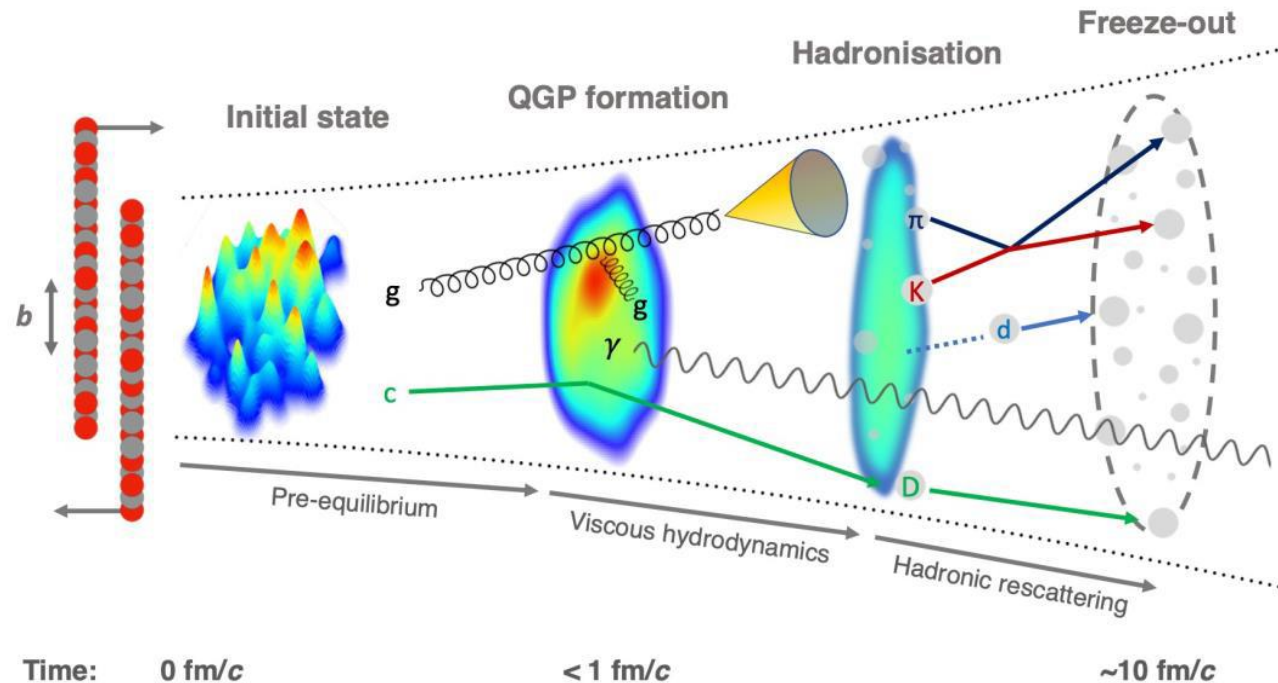 Freeze-out
Hadronisation
QGP formation
Initial state
b
g
g
γ
c
π
K
d
D
Pre-equilibrium
Viscous hydrodynamics
Hadronic rescattering
Time: 0 fm/c < 1 fm/c ~10 fm/c